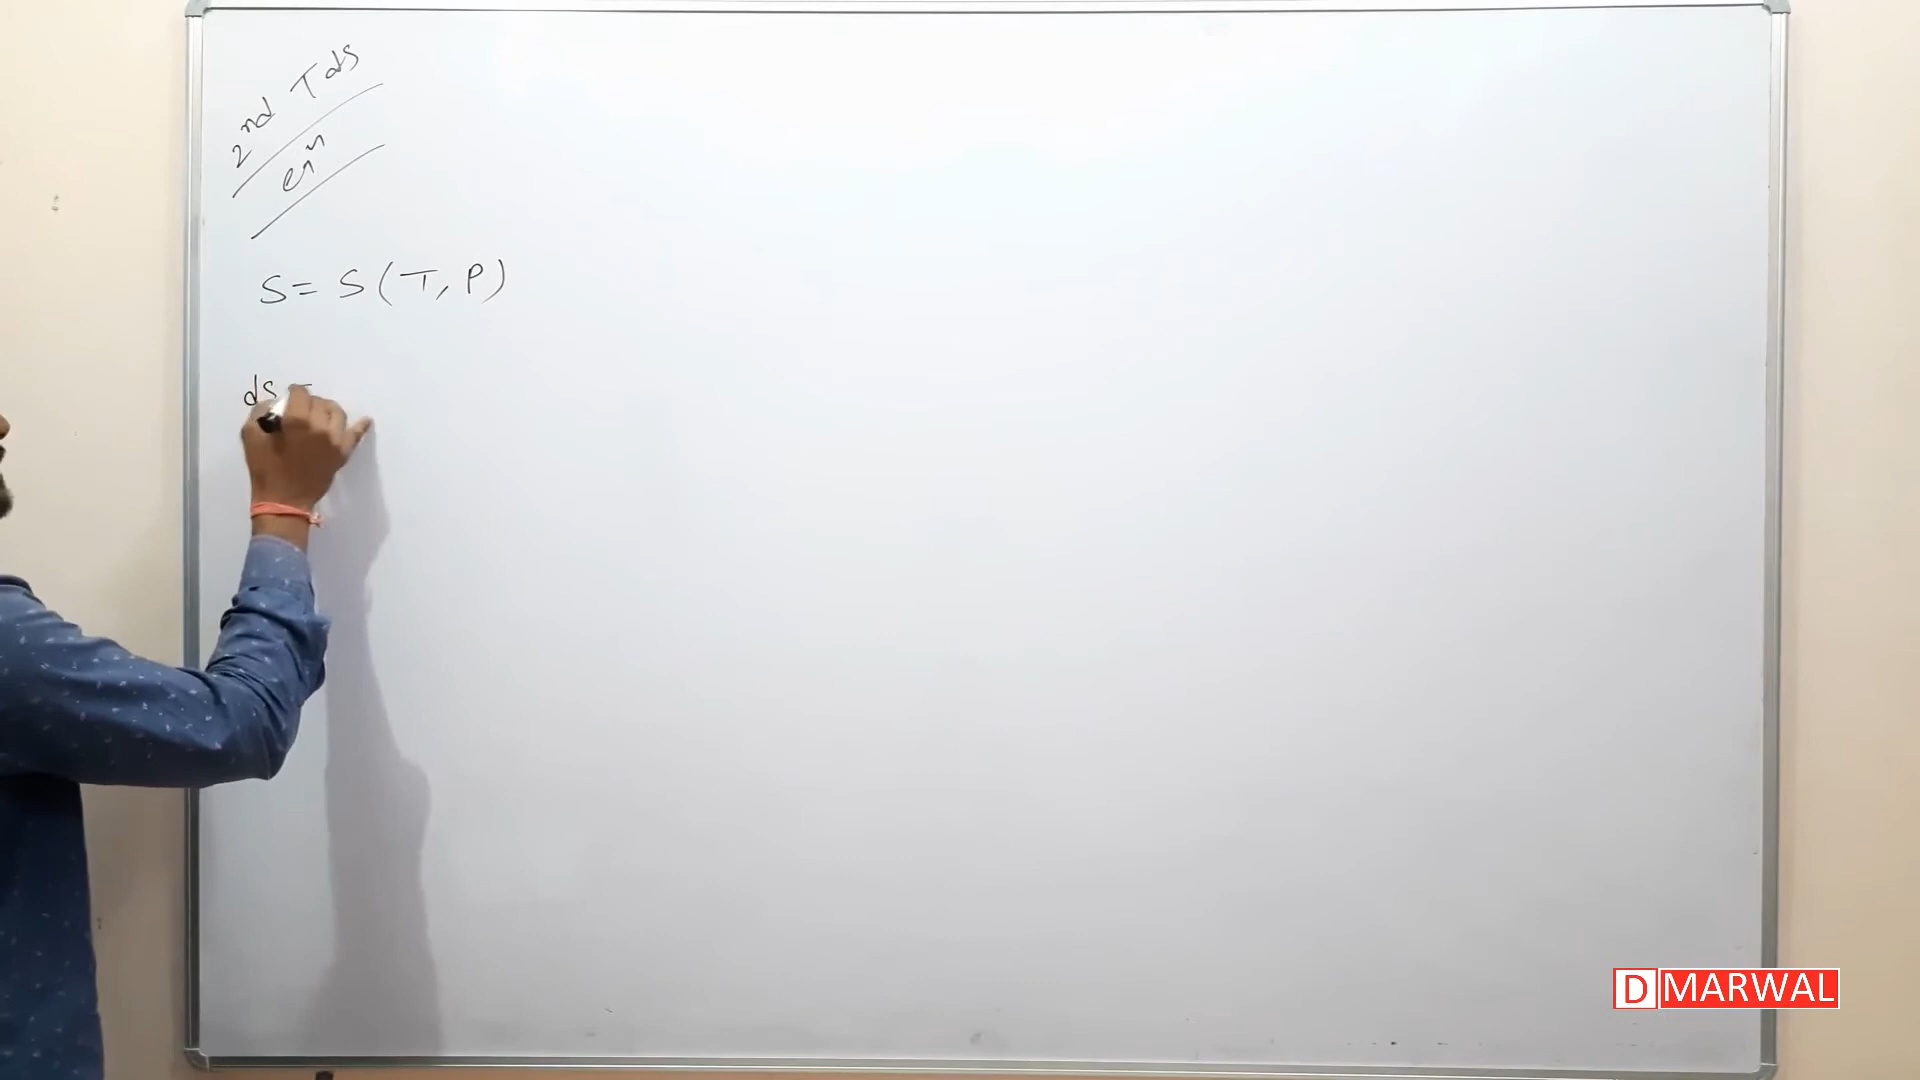 2nd Tds
eqn
S = S(T, P)
ds =
D MARWAL